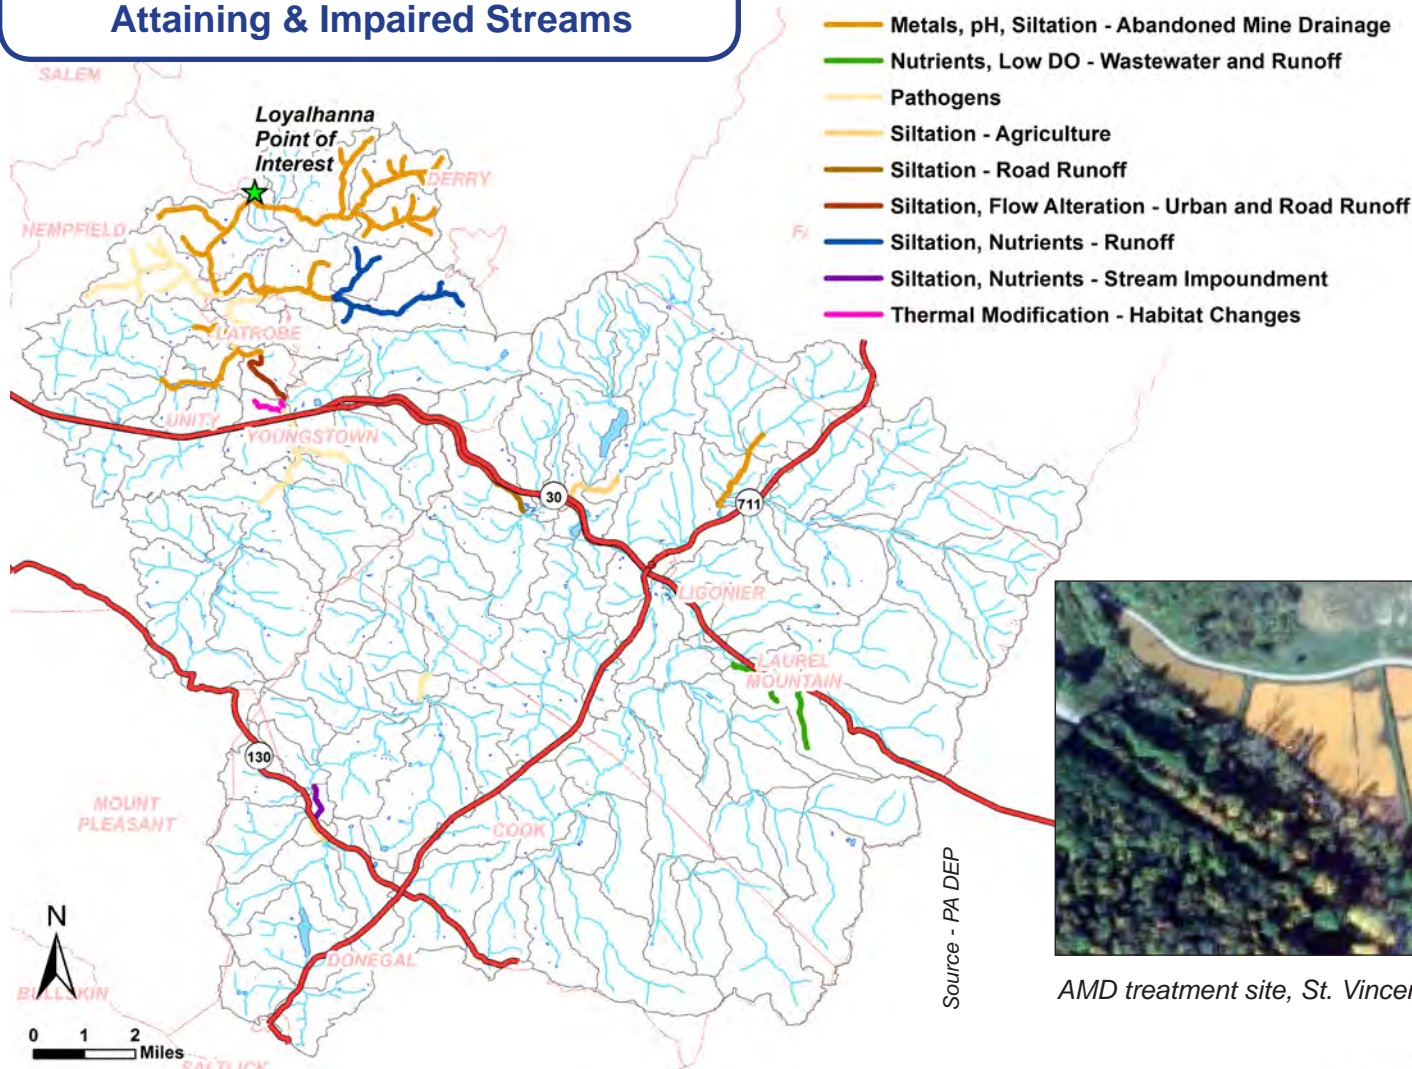 Attaining & Impaired Streams
Metals, pH, Siltation - Abandoned Mine Drainage
Nutrients, Low DO - Wastewater and Runoff
Pathogens
Siltation - Agriculture
Siltation - Road Runoff
Siltation, Flow Alteration - Urban and Road Runoff
Siltation, Nutrients - Runoff
Siltation, Nutrients - Stream Impoundment
Thermal Modification - Habitat Changes
SALEM
Loyalhanna
Point of
Interest
DERRY
HEMPFIELD
FA
LATROBE
UNITY
YOUNGSTOWN
30
711
LIGONIER
LAUREL
MOUNTAIN
130
MOUNT
PLEASANT
COOK
DONEGAL
N
BULLSKIN
0 1 2
Miles
SALTLICK
Source - PA DEP
AMD treatment site, St. Vincen